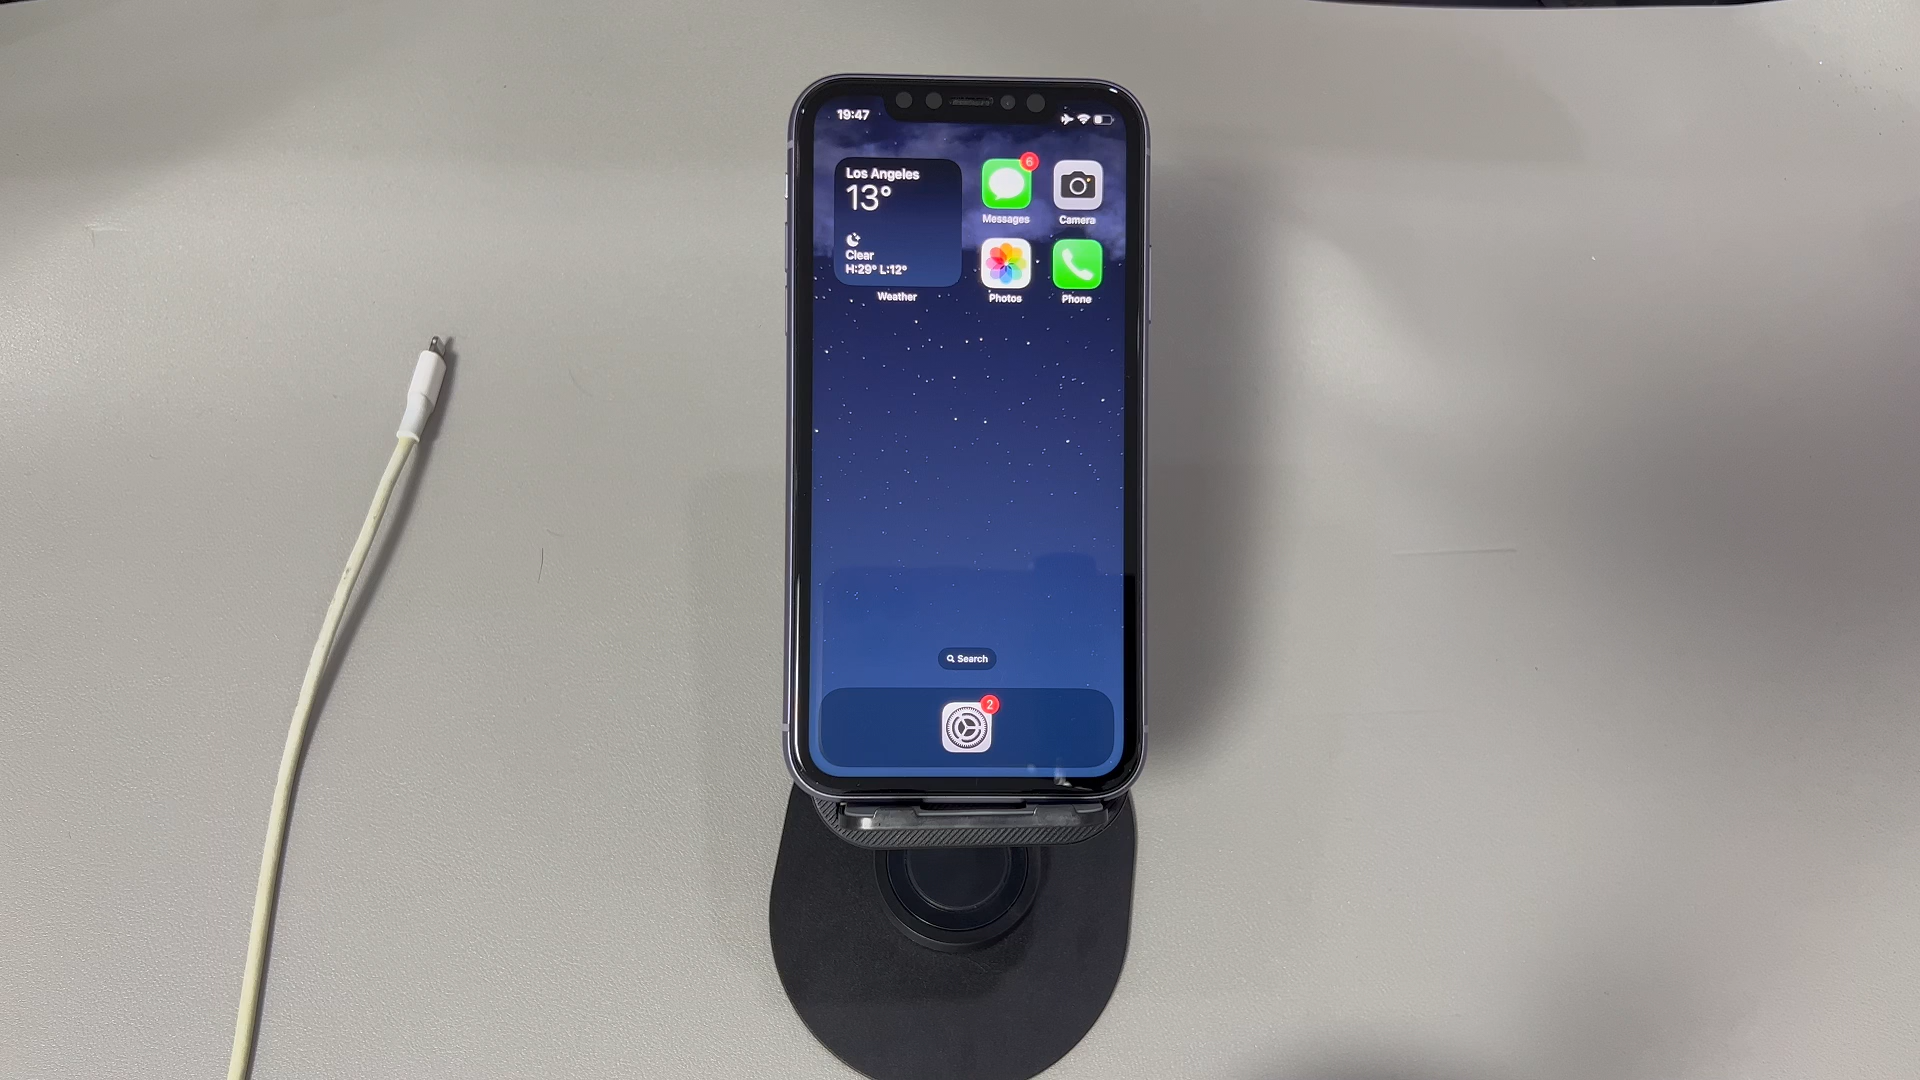 19:47
Los Angeles
13°
Clear
H:29° L:12°
Weather
6
Messages
Camera
Photos
Phone
Search
2